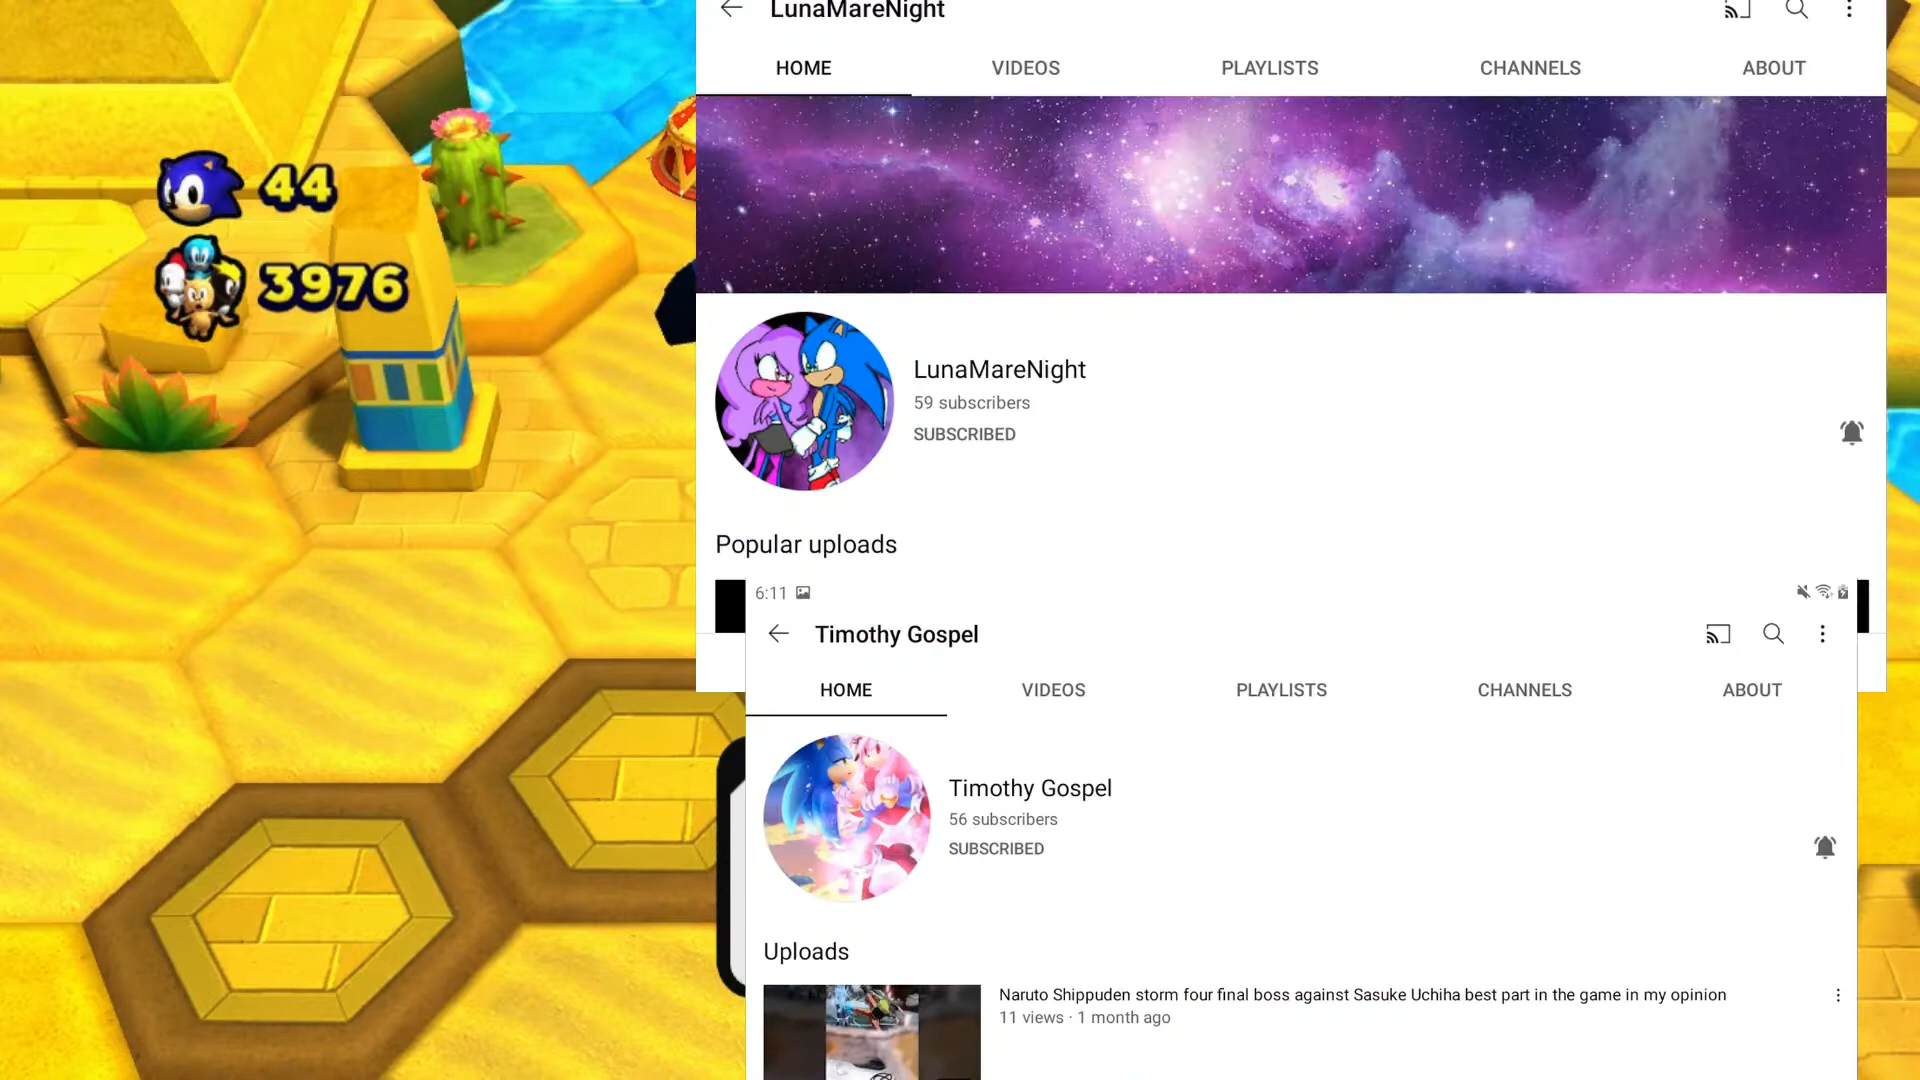 44
3976
LunaMareNight
HOME VIDEOS PLAYLISTS CHANNELS ABOUT
LunaMareNight
59 subscribers
SUBSCRIBED
Popular uploads
6:11
Timothy Gospel
HOME VIDEOS PLAYLISTS CHANNELS ABOUT
Timothy Gospel
56 subscribers
SUBSCRIBED
Uploads
Naruto Shippuden storm four final boss against Sasuke Uchiha best part in the game in my opinion
11 views · 1 month ago